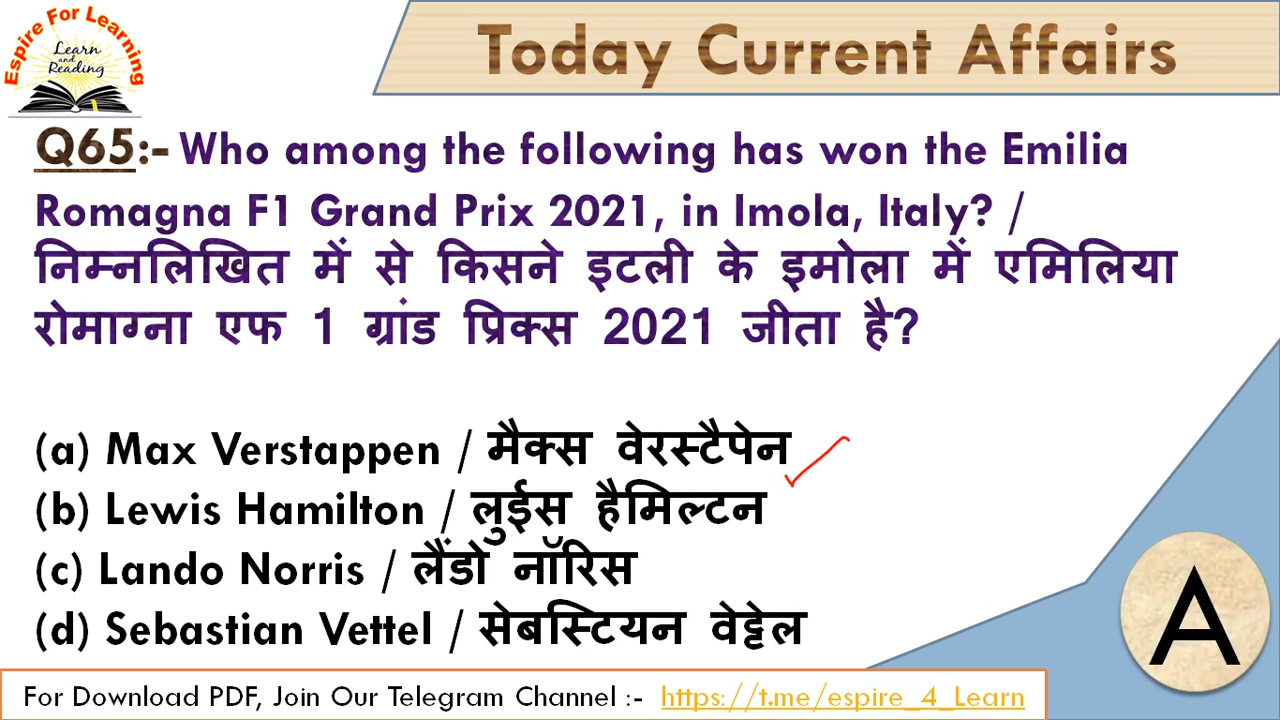 Espire For Learning
Learn
and
Reading
Today Current Affairs
Q65:- Who among the following has won the Emilia
Romagna F1 Grand Prix 2021, in Imola, Italy? /
निम्नलिखित में से किसने इटली के इमोला में एमिलिया
रोमाग्ना एफ 1 ग्रांड प्रिक्स 2021 जीता है?
(a) Max Verstappen / मैक्स वेरस्टैपेन
(b) Lewis Hamilton / लुईस हैमिल्टन
(c) Lando Norris / लैंडो नॉरिस
(d) Sebastian Vettel / सेबस्टियन वेट्टेल
A
For Download PDF, Join Our Telegram Channel :- https://t.me/espire_4_Learn